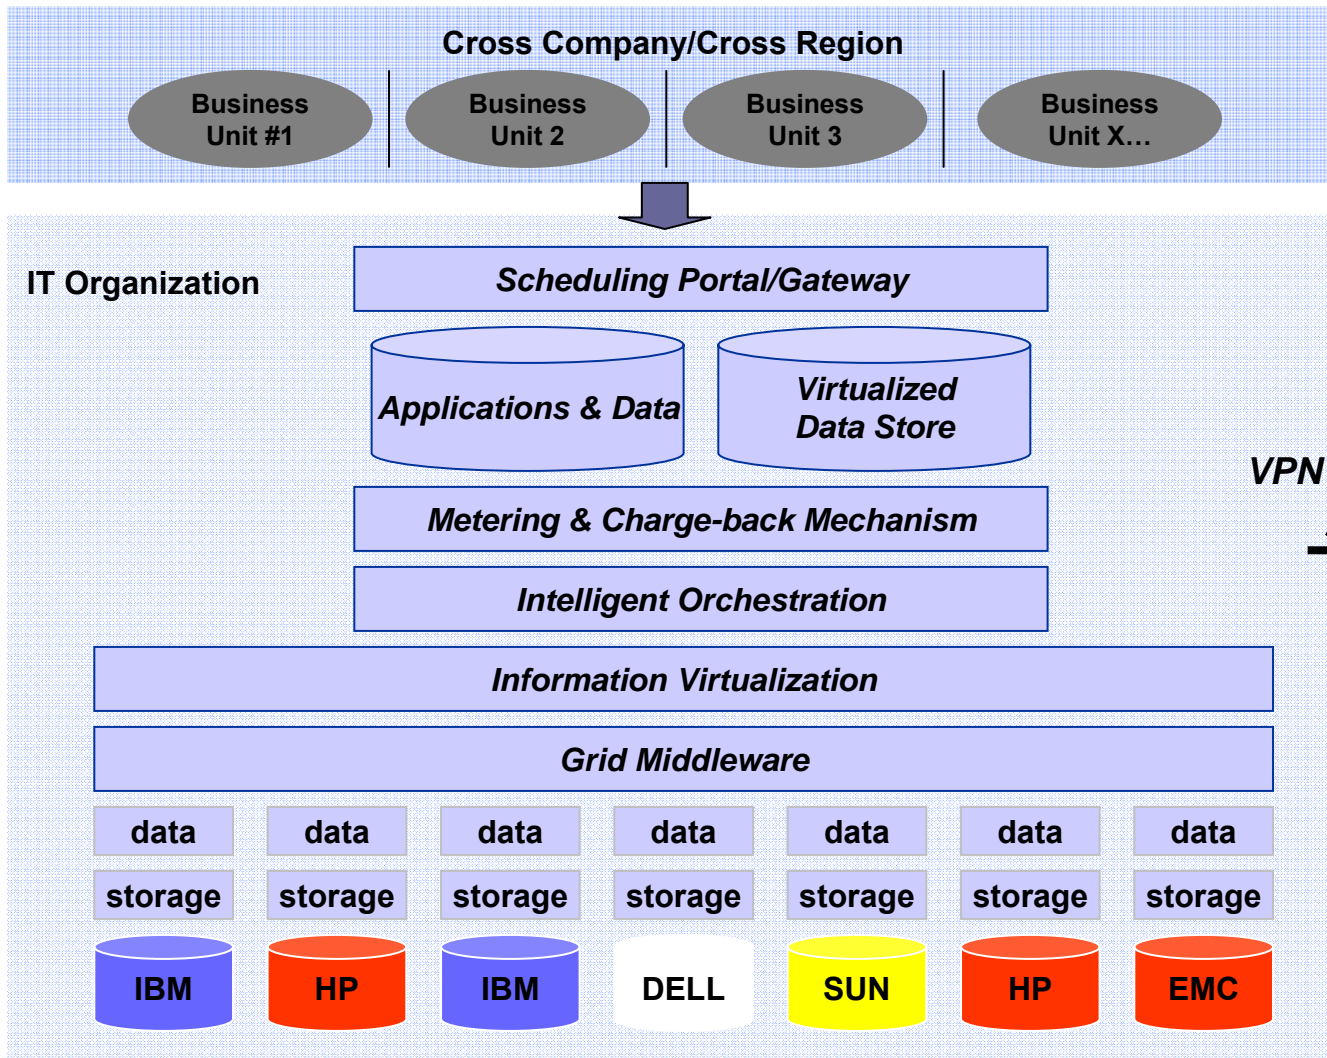 Cross Company/Cross Region
Business
Unit #1
Business
Unit 2
Business
Unit 3
Business
Unit X…
IT Organization
Scheduling Portal/Gateway
Applications & Data
Virtualized
Data Store
VPN
Metering & Charge-back Mechanism
Intelligent Orchestration
Information Virtualization
Grid Middleware
data data data data data data data
storage storage storage storage storage storage storage
IBM HP IBM DELL SUN HP EMC